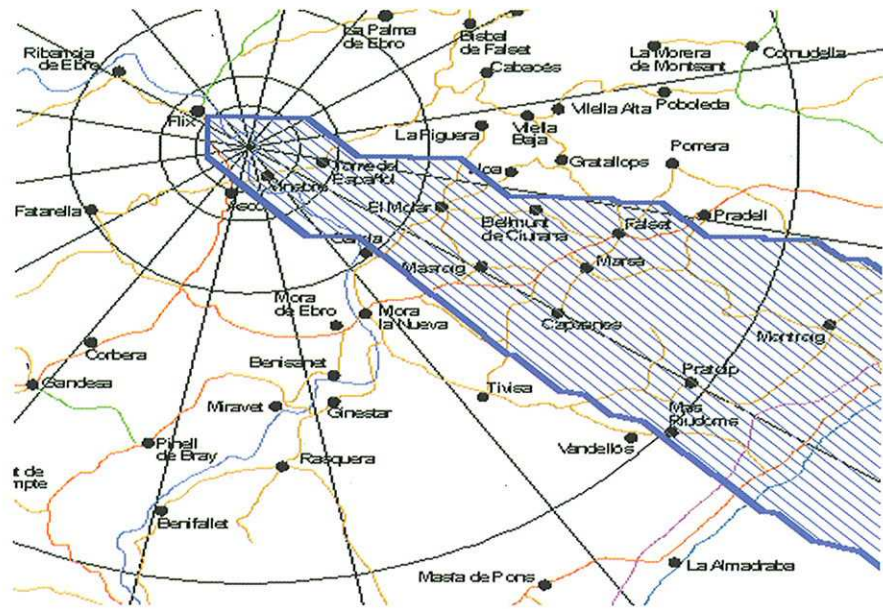 La Palma
de Ebro
Bisbal
de Falset
Ribarroja
de Ebro
Cabacés
La Morera
de Montsant
Cornudella
Flix
Vilella Alta
Poboleda
La Figuera
Vilella
Baja
Torre del
Español
Gratallops
Porrera
Vinebre
Asco
Fatarella
El Molar
Bellmunt
de Ciurana
Falset
Pradell
Garcia
Masroig
Marsa
Mora
de Ebro
Mora
la Nueva
Capsanes
Montroig
Corbera
Benisanet
Gandesa
Tivisa
Pratdip
Miravet
Ginestar
Mas
Riudoms
Pinell
de Bray
Vandellós
Rasquera
Benifallet
La Almadraba
Masfa de Pons